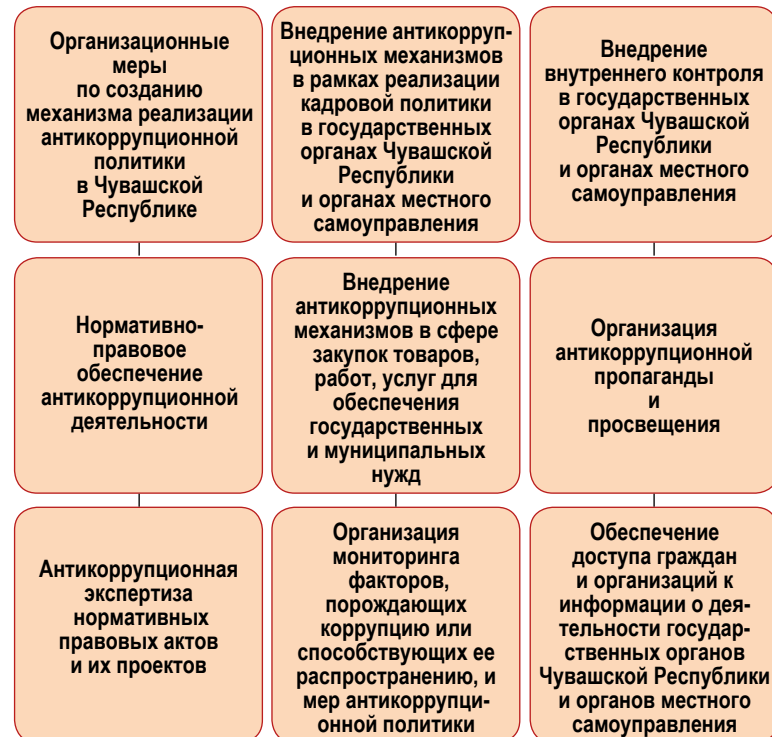 Организационные
меры
по созданию
механизма реализации
антикоррупционной
политики
в Чувашской
Республике
Внедрение антикорруп-
ционных механизмов
в рамках реализации
кадровой политики
в государственных
органах Чувашской
Республики
и органах местного
самоуправления
Внедрение
внутреннего контроля
в государственных
органах Чувашской
Республики
и органах местного
самоуправления
Нормативно-
правовое
обеспечение
антикоррупционной
деятельности
Внедрение
антикоррупционных
механизмов в сфере
закупок товаров,
работ, услуг для
обеспечения
государственных
и муниципальных
нужд
Организация
антикоррупционной
пропаганды
и
просвещения
Антикоррупционная
экспертиза
нормативных
правовых актов
и их проектов
Организация
мониторинга
факторов,
порождающих
коррупцию или
способствующих ее
распространению, и
мер антикоррупци-
онной политики
Обеспечение
доступа граждан
и организаций к
информации о дея-
тельности государ-
ственных органов
Чувашской Республики
и органов местного
самоуправления